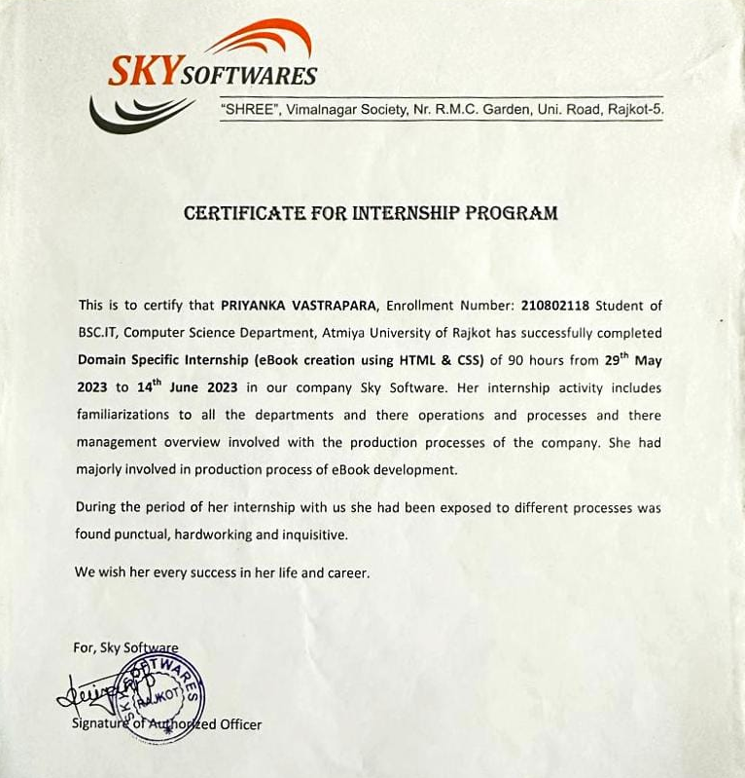 SKY SOFTWARES
"SHREE", Vimalnagar Society, Nr. R.M.C. Garden, Uni. Road, Rajkot-5.
CERTIFICATE FOR INTERNSHIP PROGRAM
This is to certify that PRIYANKA VASTRAPARA, Enrollment Number: 210802118 Student of
BSC.IT, Computer Science Department, Atmiya University of Rajkot has successfully completed
Domain Specific Internship (eBook creation using HTML & CSS) of 90 hours from 29th May
2023 to 14th June 2023 in our company Sky Software. Her internship activity includes
familiarizations to all the departments and there operations and processes and there
management overview involved with the production processes of the company. She had
majorly involved in production process of eBook development.
During the period of her internship with us she had been exposed to different processes was
found punctual, hardworking and inquisitive.
We wish her every success in her life and career.
For, Sky Software
SKY SOFTWARES
RAJKOT
Signature of Authorized Officer